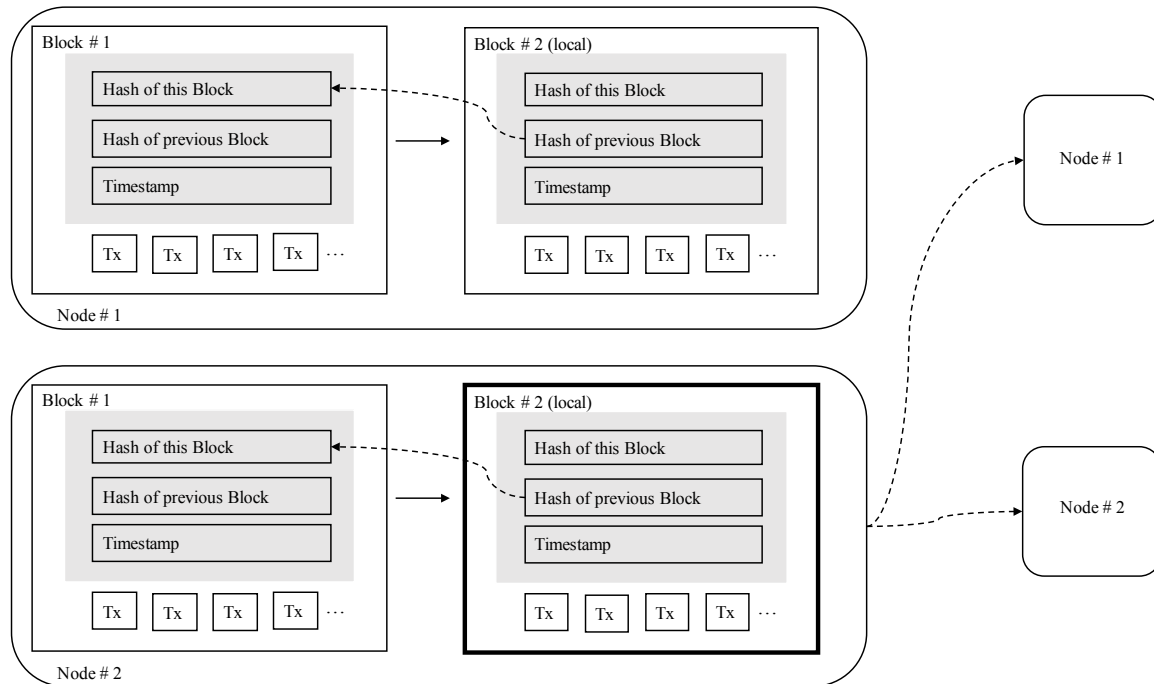 Block # 1
Hash of this Block
Hash of previous Block
Timestamp
Tx Tx Tx Tx ...
Block # 2 (local)
Hash of this Block
Hash of previous Block
Timestamp
Tx Tx Tx Tx ...
Node # 1
Block # 1
Hash of this Block
Hash of previous Block
Timestamp
Tx Tx Tx Tx ...
Block # 2 (local)
Hash of this Block
Hash of previous Block
Timestamp
Tx Tx Tx Tx ...
Node # 2
Node # 1
Node # 2